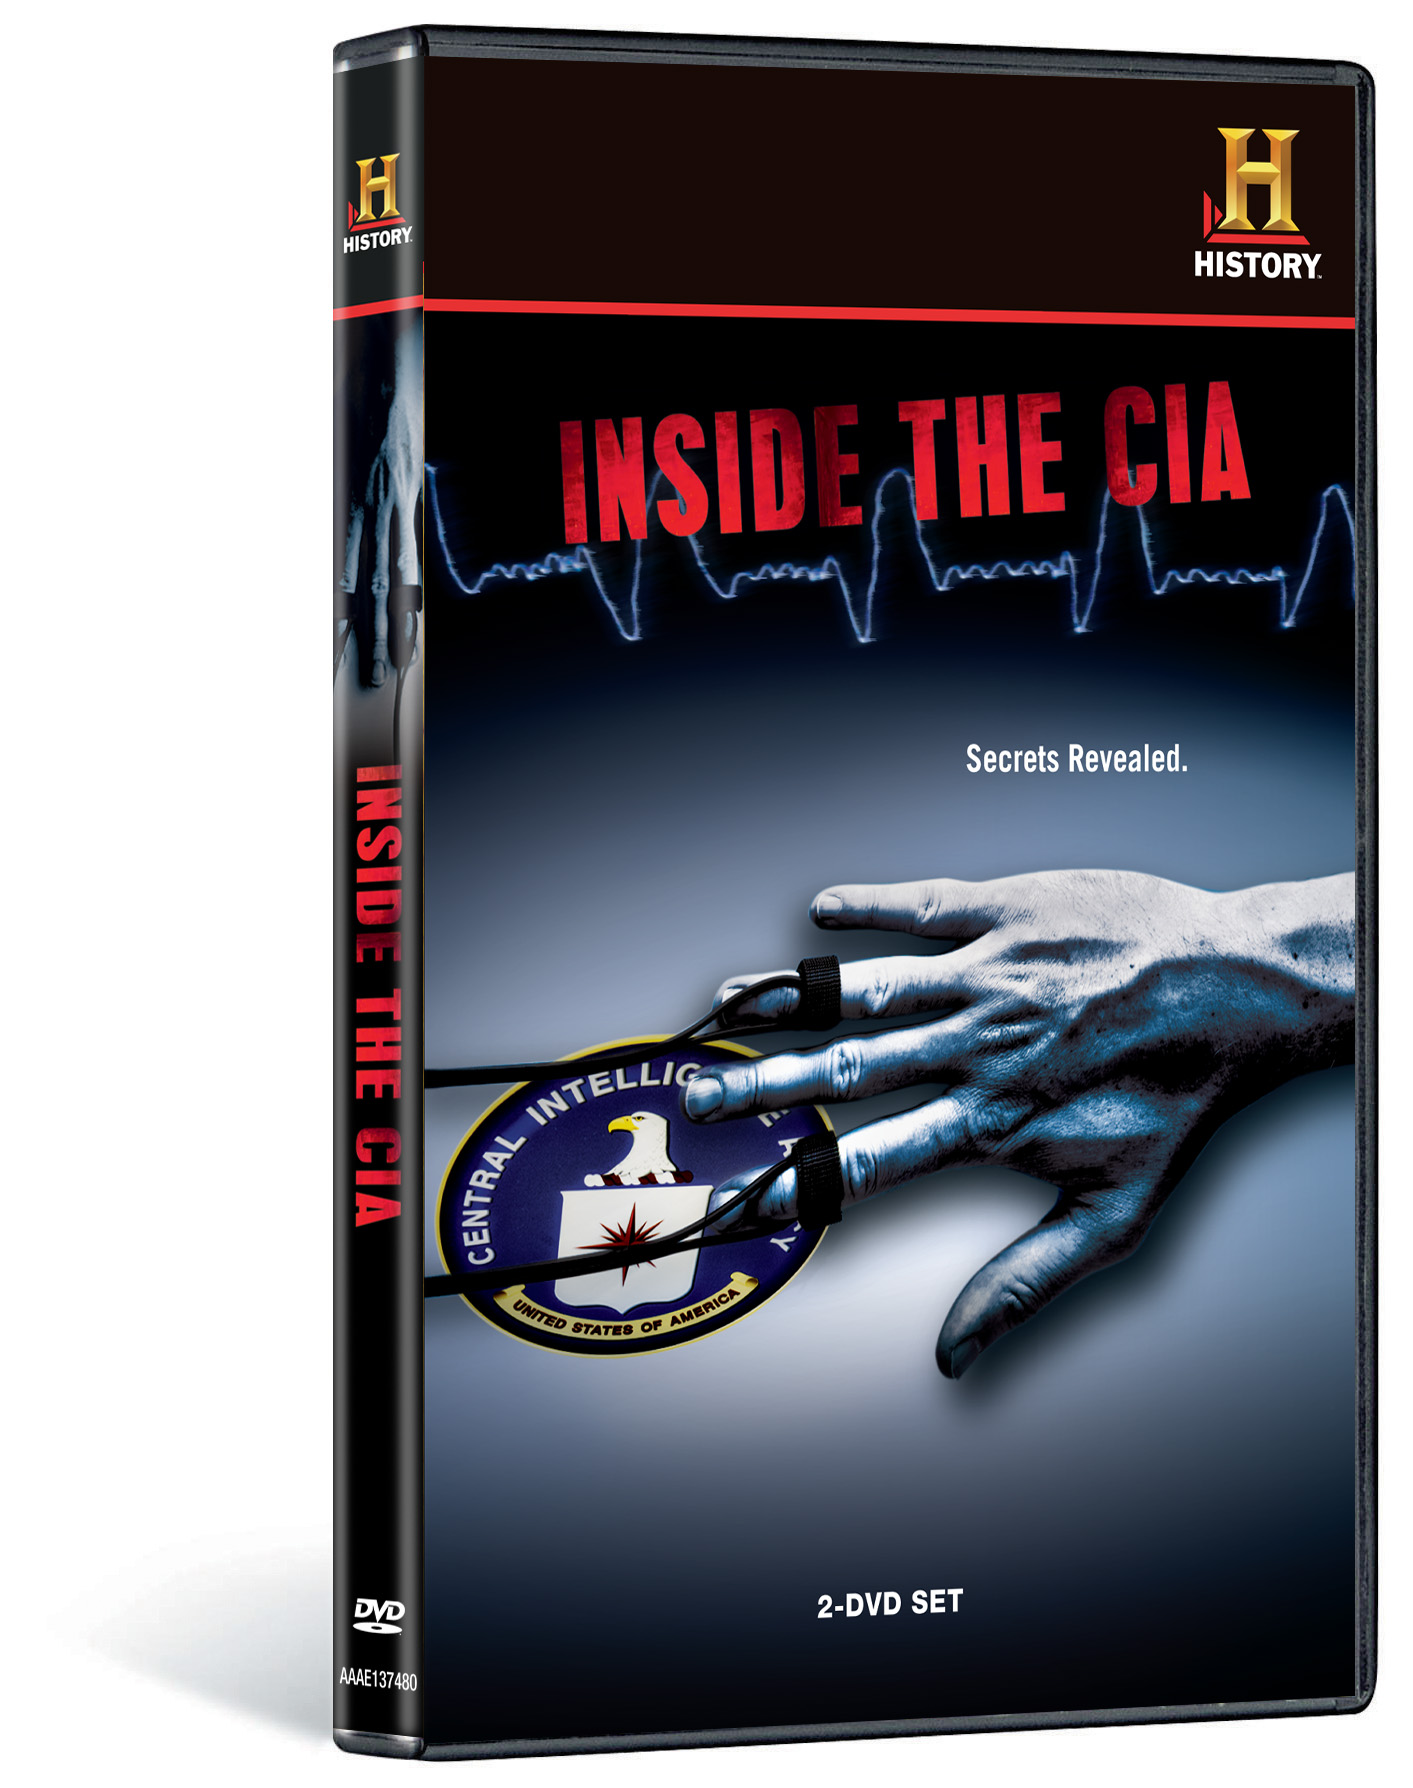 HISTORY
HISTORY™
INSIDE THE CIA
Secrets Revealed.
CENTRAL INTELLIG
UNITED STATES OF AMERICA
2-DVD SET
INSIDE THE CIA
DVD
AAAE137480